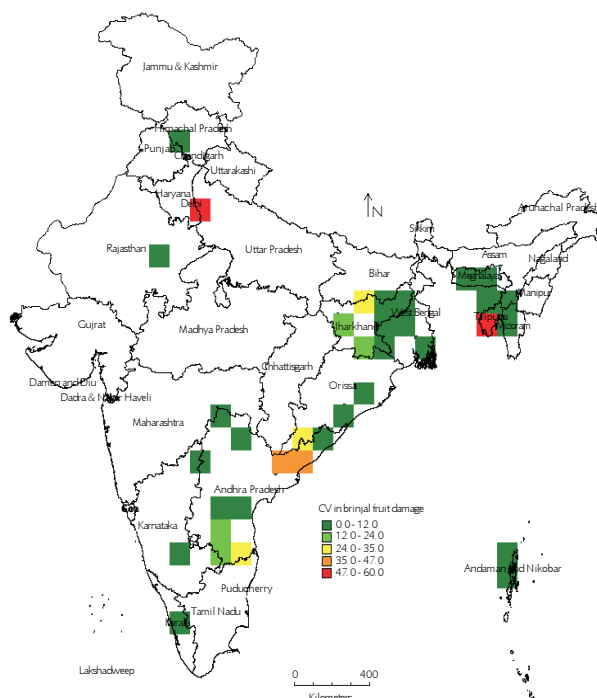 Jammu & Kashmir
Himachal Pradesh
Punjab
Chandigarh
Uttarakashi
Haryana
Delhi
N
Arunachal Pradesh
Sikkim
Rajasthan
Uttar Pradesh
Assam
Nagaland
Bihar
Meghalaya
Manipur
Gujrat
Madhya Pradesh
Jharkhand
West Bengal
Tripura
Mizoram
Chhattisgarh
Damen and Diu
Dadra & Nagar Haveli
Orissa
Maharashtra
Andhra Pradesh
Goa
Karnataka
CV in brinjal fruit damage
0.0 - 12.0
12.0 - 24.0
24.0 - 35.0
35.0 - 47.0
47.0 - 60.0
Andaman and Nikobar
Puducherry
Tamil Nadu
Kerala
Lakshadweep
0 400
Kilometers